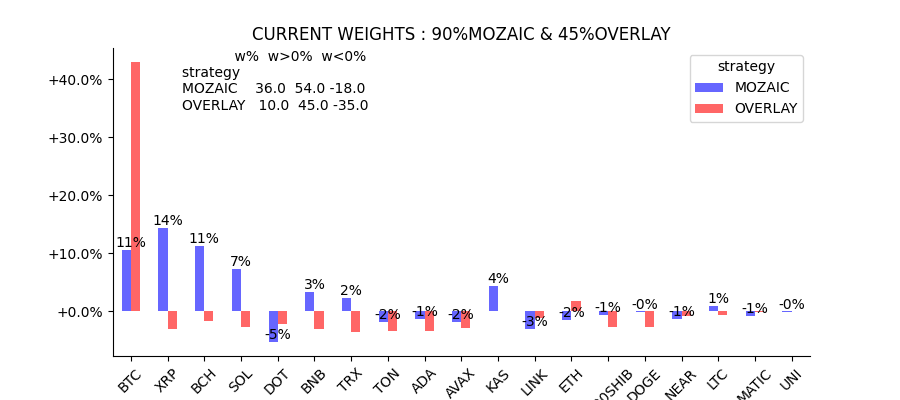 CURRENT WEIGHTS : 90%MOZAIC & 45%OVERLAY
w% w>0% w<0%
strategy
MOZAIC 36.0 54.0 -18.0
OVERLAY 10.0 45.0 -35.0
strategy
MOZAIC
OVERLAY
+40.0%
+30.0%
+20.0%
+10.0%
+0.0%
11%
14%
11%
7%
-5%
3%
2%
-2%
-1%
-2%
4%
-3%
-2%
-1%
-0%
-1%
1%
-1%
-0%
BTC
XRP
BCH
SOL
DOT
BNB
TRX
TON
ADA
AVAX
KAS
LINK
ETH
0SHIB
DOGE
NEAR
LTC
MATIC
UNI